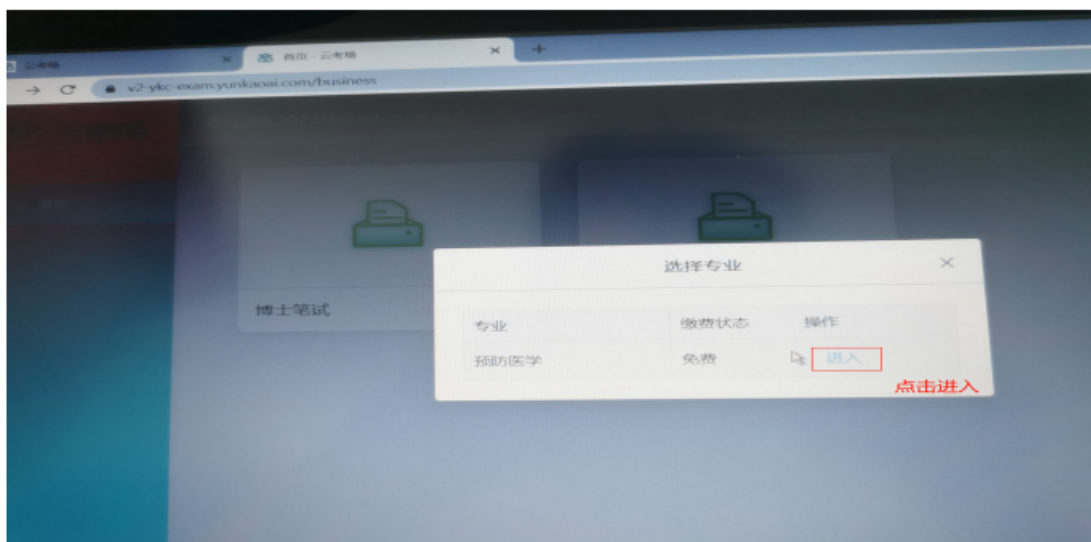 云考场
首页 - 云考场
v2-ykc-exam.yunkaoai.com/business
选择专业
博士笔试
专业 缴费状态 操作
预防医学 免费 进入
点击进入